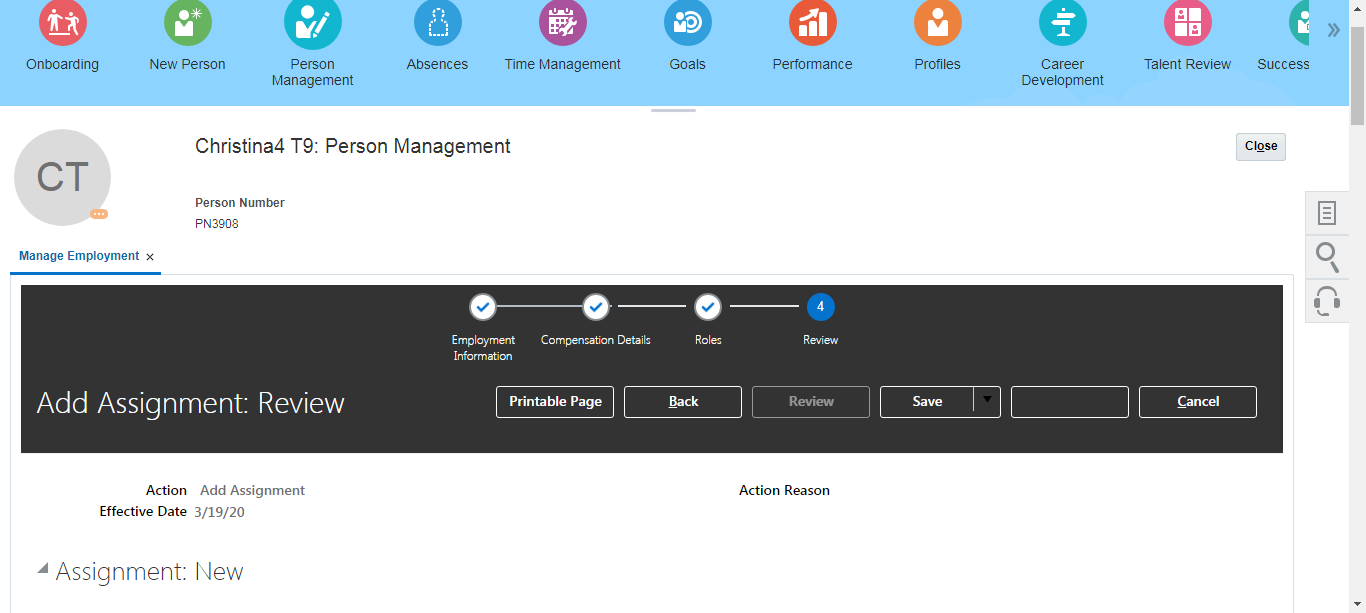 Onboarding
New Person
Person
Management
Absences
Time Management
Goals
Performance
Profiles
Career
Development
Talent Review
Success
»
CT
Christina4 T9: Person Management
Close
Person Number
PN3908
Manage Employment ×
4
Employment
Information
Compensation Details
Roles
Review
Add Assignment: Review
Printable Page
Back
Review
Save
Cancel
Action Add Assignment
Action Reason
Effective Date 3/19/20
Assignment: New